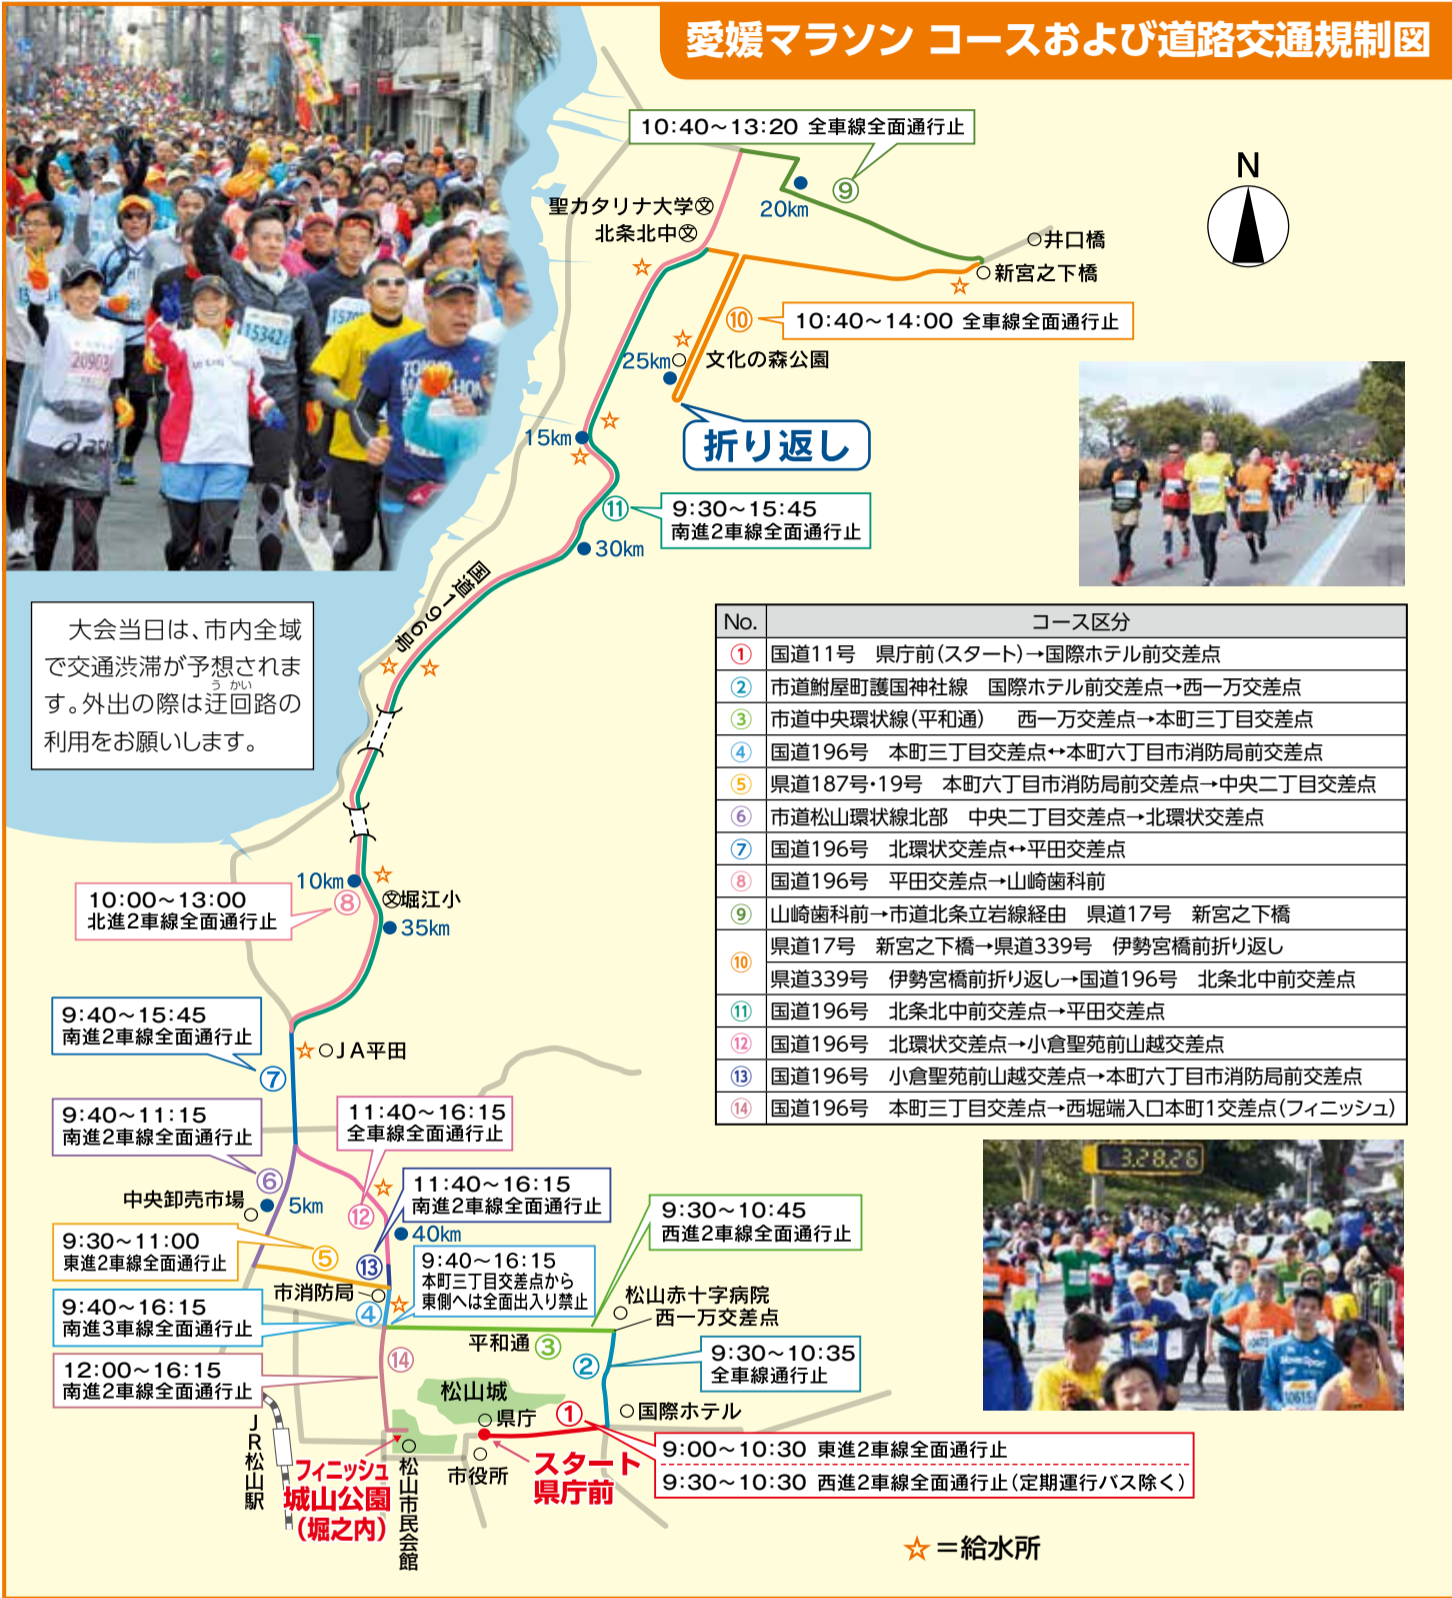 愛媛マラソン コースおよび道路交通規制図
10:40～13:20 全車線全面通行止
⑨
20km
N
聖カタリナ大学㊛
北条北中㊛
井口橋
新宮之下橋
⑩
10:40～14:00 全車線全面通行止
25km
文化の森公園
折り返し
15km
⑪
9:30～15:45
南進2車線全面通行止
30km
国道196号
大会当日は、市内全域
で交通渋滞が予想されま
す。外出の際は迂回路の
うかい
利用をお願いします。
No. コース区分
① 国道11号 県庁前(スタート)→国際ホテル前交差点
② 市道鮒屋町護国神社線 国際ホテル前交差点→西一万交差点
③ 市道中央環状線(平和通) 西一万交差点→本町三丁目交差点
④ 国道196号 本町三丁目交差点↔本町六丁目市消防局前交差点
⑤ 県道187号・19号 本町六丁目市消防局前交差点→中央二丁目交差点
⑥ 市道松山環状線北部 中央二丁目交差点→北環状交差点
⑦ 国道196号 北環状交差点↔平田交差点
⑧ 国道196号 平田交差点→山崎歯科前
⑨ 山崎歯科前→市道北条立岩線経由 県道17号 新宮之下橋
⑩ 県道17号 新宮之下橋→県道339号 伊勢宮橋前折り返し
県道339号 伊勢宮橋前折り返し→国道196号 北条北中前交差点
⑪ 国道196号 北条北中前交差点→平田交差点
⑫ 国道196号 北環状交差点→小倉聖苑前山越交差点
⑬ 国道196号 小倉聖苑前山越交差点→本町六丁目市消防局前交差点
⑭ 国道196号 本町三丁目交差点→西堀端入口本町1交差点(フィニッシュ)
10km
10:00～13:00
北進2車線全面通行止
⑧
文堀江小
35km
9:40～15:45
南進2車線全面通行止
⑦
JA平田
9:40～11:15
南進2車線全面通行止
⑥
11:40～16:15
全車線全面通行止
⑫
中央卸売市場
5km
11:40～16:15
南進2車線全面通行止
⑬
40km
9:30～11:00
東進2車線全面通行止
⑤
9:40～16:15
本町三丁目交差点から
東側へは全面出入り禁止
9:30～10:45
西進2車線全面通行止
市消防局
④
9:40～16:15
南進3車線全面通行止
松山赤十字病院
西一万交差点
平和通
③
②
9:30～10:35
全車線通行止
12:00～16:15
南進2車線全面通行止
⑭
松山城
県庁
①
国際ホテル
9:00～10:30 東進2車線全面通行止
9:30～10:30 西進2車線全面通行止(定期運行バス除く)
JR松山駅
フィニッシュ
城山公園
(堀之内)
松山市民会館
市役所
スタート
県庁前
☆＝給水所
3.28.26
15342
TOKYO